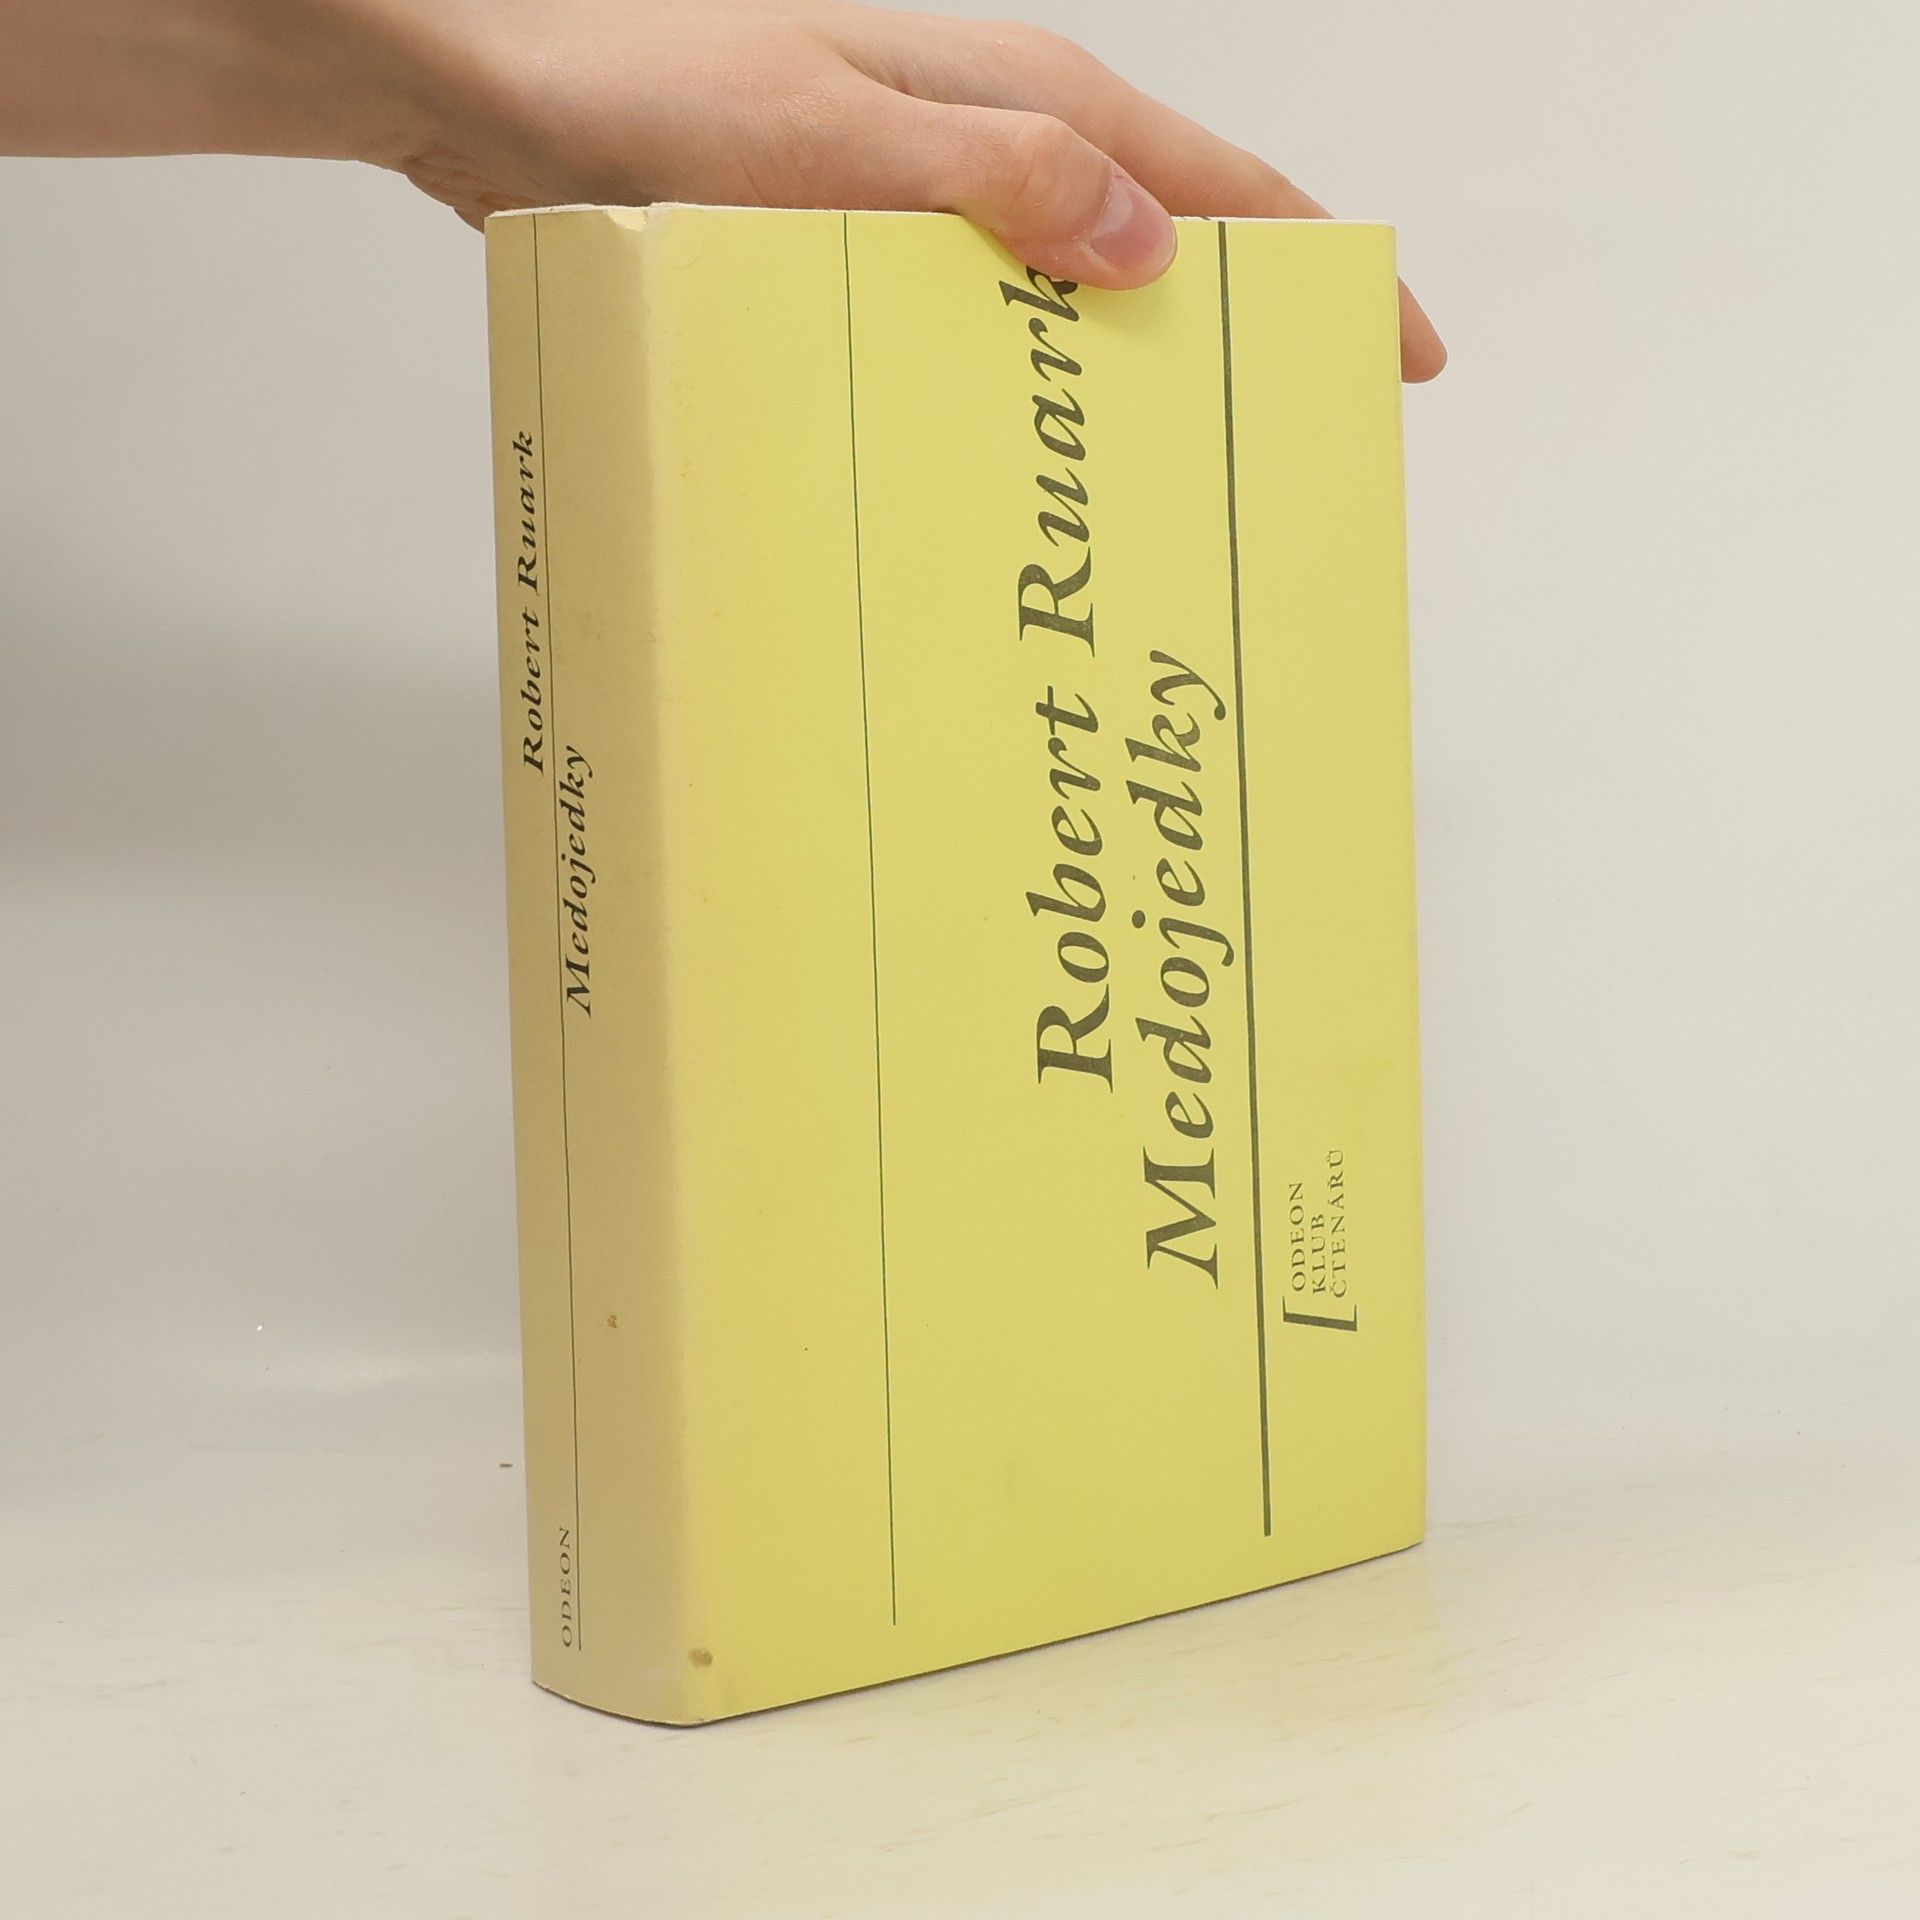 Robert Ruark
Medojedky
ODEON
Robert Ruark
Medojedky
ODEON
KLUB
ČTENÁŘŮ